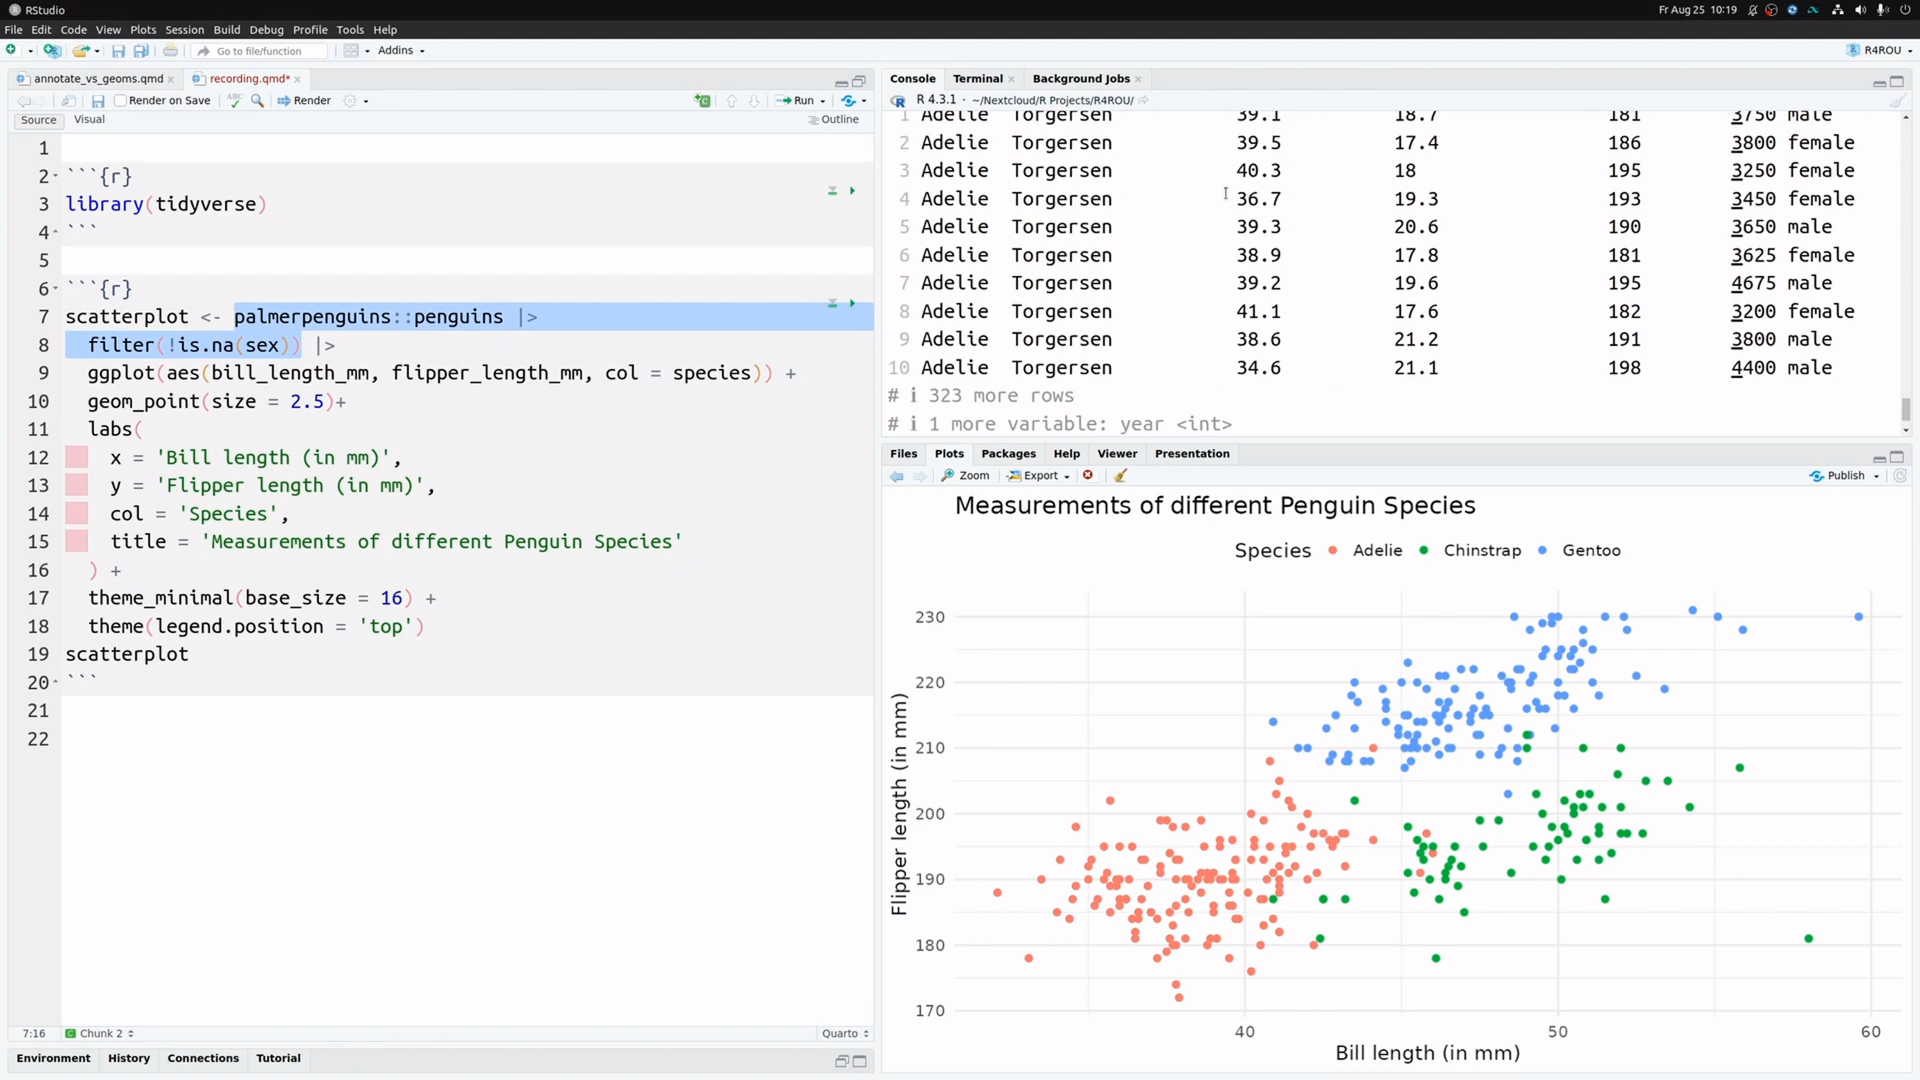 RStudio
Fr Aug 25 10:19
File Edit Code View Plots Session Build Debug Profile Tools Help
Go to file/function
Addins
R4ROU
annotate_vs_geoms.qmd
recording.qmd*
Render on Save
ABC
Render
Run
Source
Visual
Outline
1
2 ```{r}
3 library(tidyverse)
4 ```
5
6 ```{r}
7 scatterplot <- palmerpenguins::penguins |>
8 filter(!is.na(sex)) |>
9 ggplot(aes(bill_length_mm, flipper_length_mm, col = species)) +
10 geom_point(size = 2.5)+
11 labs(
12 x = 'Bill length (in mm)',
13 y = 'Flipper length (in mm)',
14 col = 'Species',
15 title = 'Measurements of different Penguin Species'
16 ) +
17 theme_minimal(base_size = 16) +
18 theme(legend.position = 'top')
19 scatterplot
20 ```
21
22
7:16
Chunk 2
Quarto
Environment History Connections Tutorial
Console Terminal Background Jobs
R 4.3.1 · ~/Nextcloud/R Projects/R4ROU/
1 Adelie Torgersen 39.1 18.7 181 3750 male
2 Adelie Torgersen 39.5 17.4 186 3800 female
3 Adelie Torgersen 40.3 18 195 3250 female
4 Adelie Torgersen 36.7 19.3 193 3450 female
5 Adelie Torgersen 39.3 20.6 190 3650 male
6 Adelie Torgersen 38.9 17.8 181 3625 female
7 Adelie Torgersen 39.2 19.6 195 4675 male
8 Adelie Torgersen 41.1 17.6 182 3200 female
9 Adelie Torgersen 38.6 21.2 191 3800 male
10 Adelie Torgersen 34.6 21.1 198 4400 male
# ℹ 323 more rows
# ℹ 1 more variable: year <int>
Files Plots Packages Help Viewer Presentation
Zoom
Export
Publish
Measurements of different Penguin Species
Species Adelie Chinstrap Gentoo
Flipper length (in mm)
230
220
210
200
190
180
170
40 50 60
Bill length (in mm)